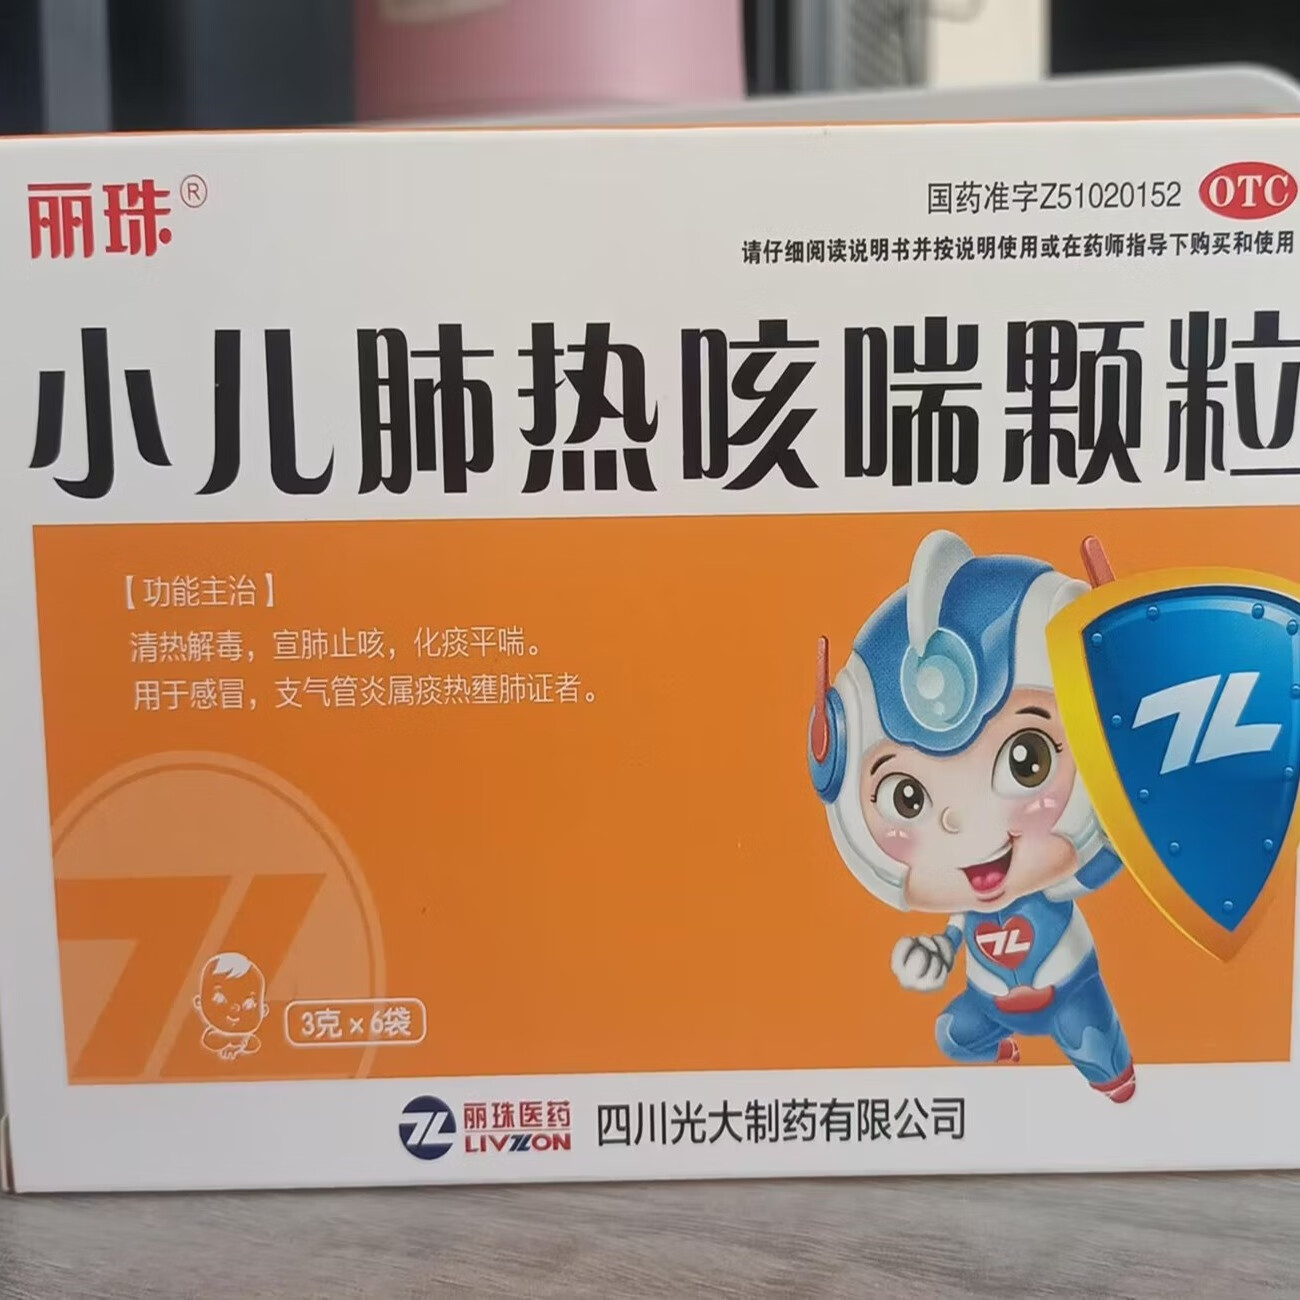 丽珠®
国药准字Z51020152 OTC
请仔细阅读说明书并按说明使用或在药师指导下购买和使用
小儿肺热咳喘颗粒
【功能主治】
清热解毒，宣肺止咳，化痰平喘。
用于感冒，支气管炎属痰热壅肺证者。
3克×6袋
丽珠医药
LIVZON
四川光大制药有限公司